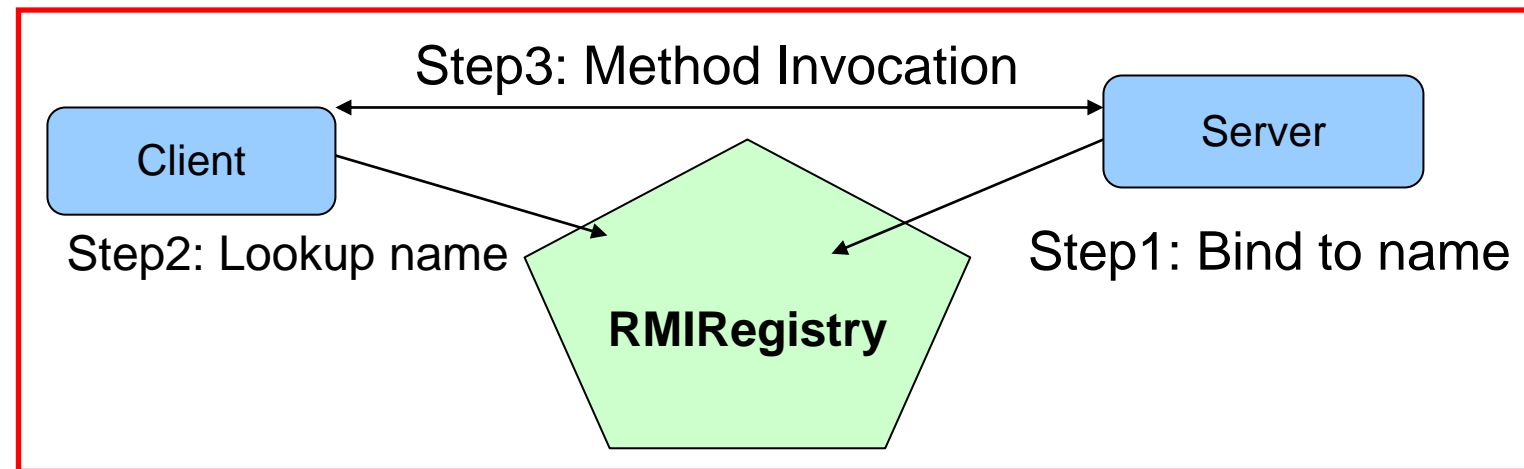 Step3: Method Invocation
Client
Server
Step2: Lookup name
Step1: Bind to name
RMIRegistry